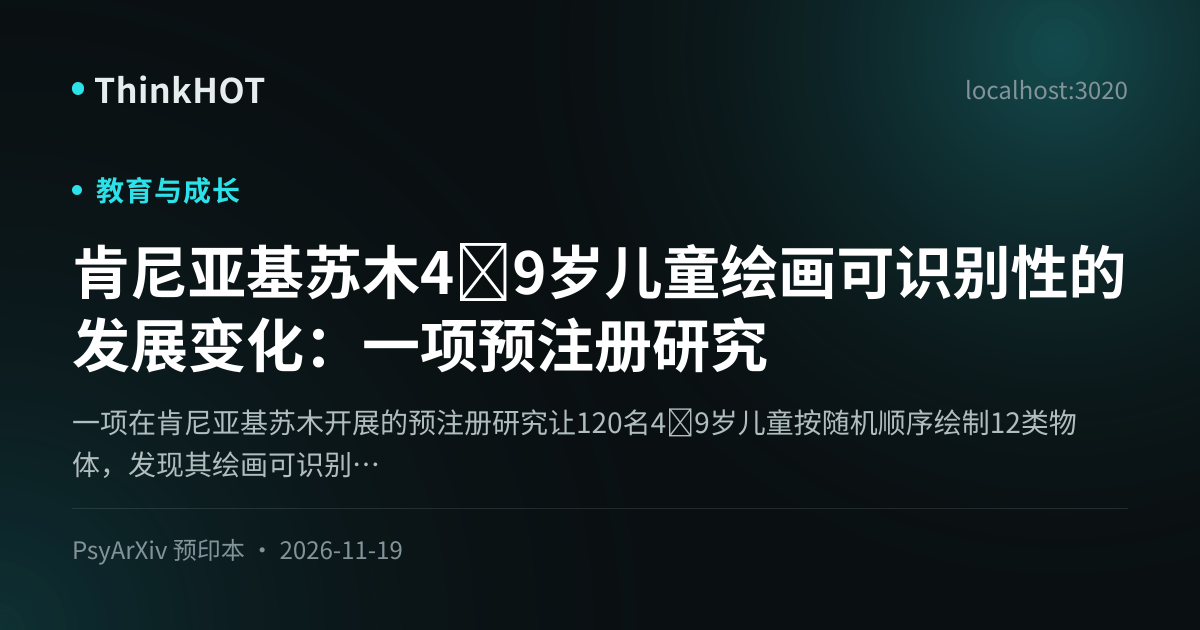 ThinkHOT
localhost:3020
教育与成长
肯尼亚基苏木4□9岁儿童绘画可识别性的
发展变化：一项预注册研究
一项在肯尼亚基苏木开展的预注册研究让120名4□9岁儿童按随机顺序绘制12类物
体，发现其绘画可识别…
PsyArXiv 预印本 · 2026-11-19